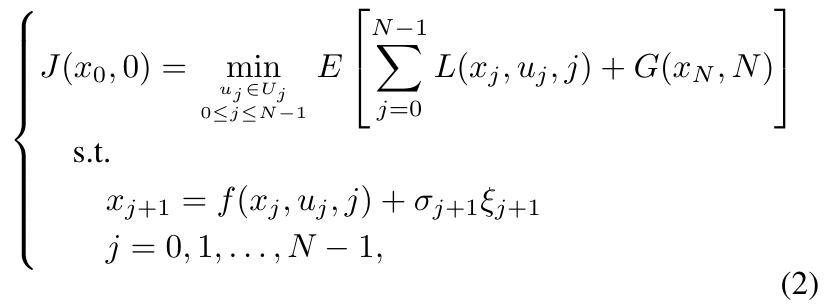 J(x_0, 0) = \min_{\substack{u_j \in U_j \\ 0 \le j \le N-1}} E \left[ \sum_{j=0}^{N-1} L(x_j, u_j, j) + G(x_N, N) \right]
s.t.
x_{j+1} = f(x_j, u_j, j) + \sigma_{j+1} \xi_{j+1}
j = 0, 1, \ldots, N - 1,
(2)